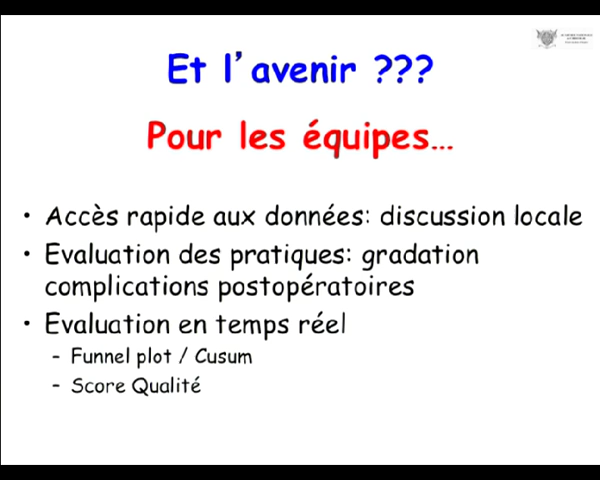 Et l'avenir ???
Pour les équipes...
• Accès rapide aux données: discussion locale
• Evaluation des pratiques: gradation
complications postopératoires
• Evaluation en temps réel
- Funnel plot / Cusum
- Score Qualité